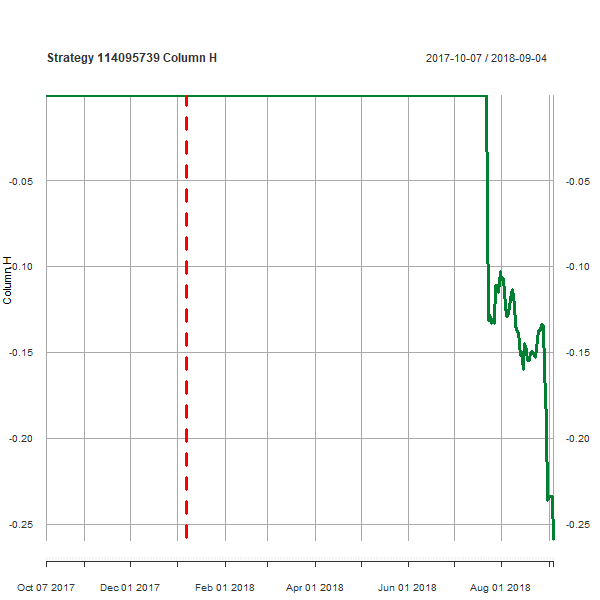 Strategy 114095739 Column H
2017-10-07 / 2018-09-04
-0.05 -0.05
-0.10 -0.10
Column H
-0.15 -0.15
-0.20 -0.20
-0.25 -0.25
Oct 07 2017 Dec 01 2017 Feb 01 2018 Apr 01 2018 Jun 01 2018 Aug 01 2018